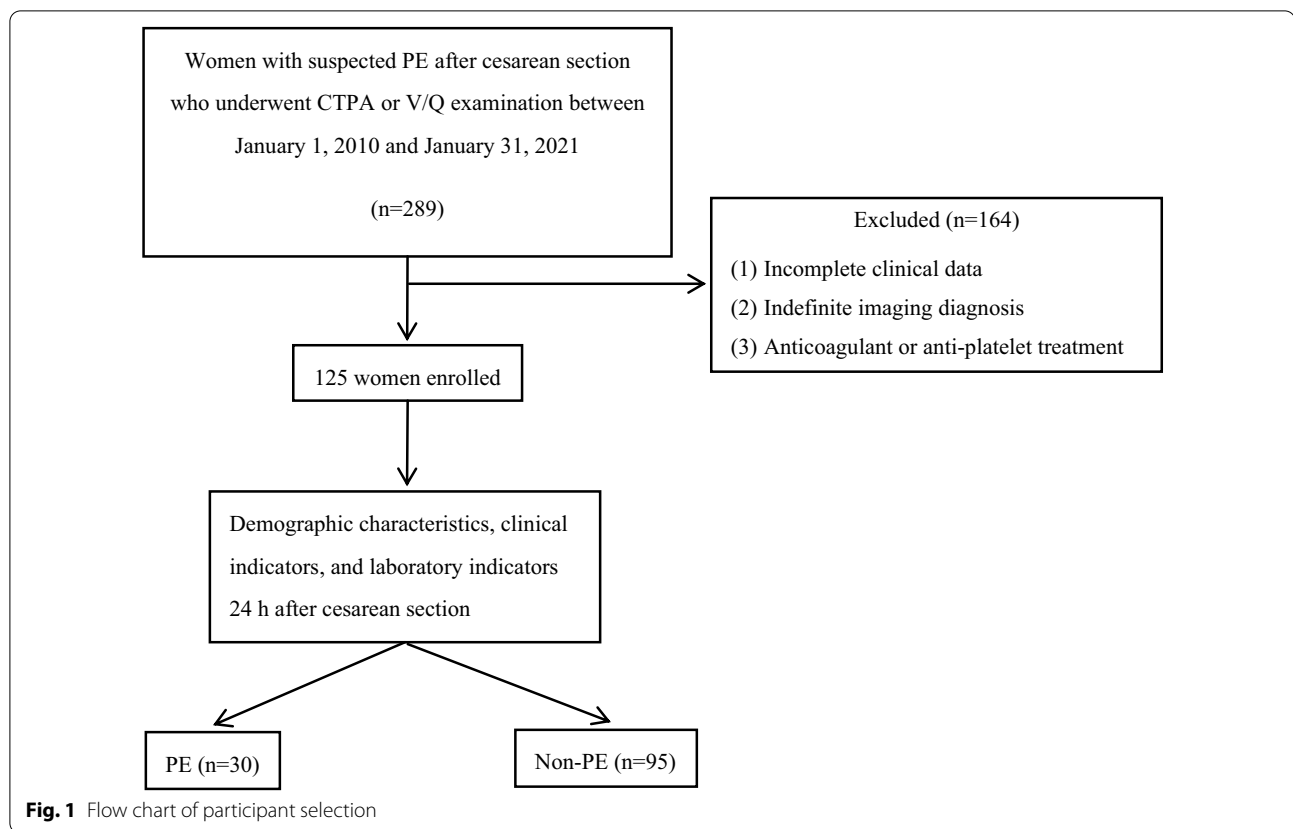 Women with suspected PE after cesarean section
who underwent CTPA or V/Q examination between
January 1, 2010 and January 31, 2021
(n=289)
Excluded (n=164)
(1) Incomplete clinical data
(2) Indefinite imaging diagnosis
(3) Anticoagulant or anti-platelet treatment
125 women enrolled
Demographic characteristics, clinical
indicators, and laboratory indicators
24 h after cesarean section
PE (n=30)
Non-PE (n=95)
Fig. 1 Flow chart of participant selection